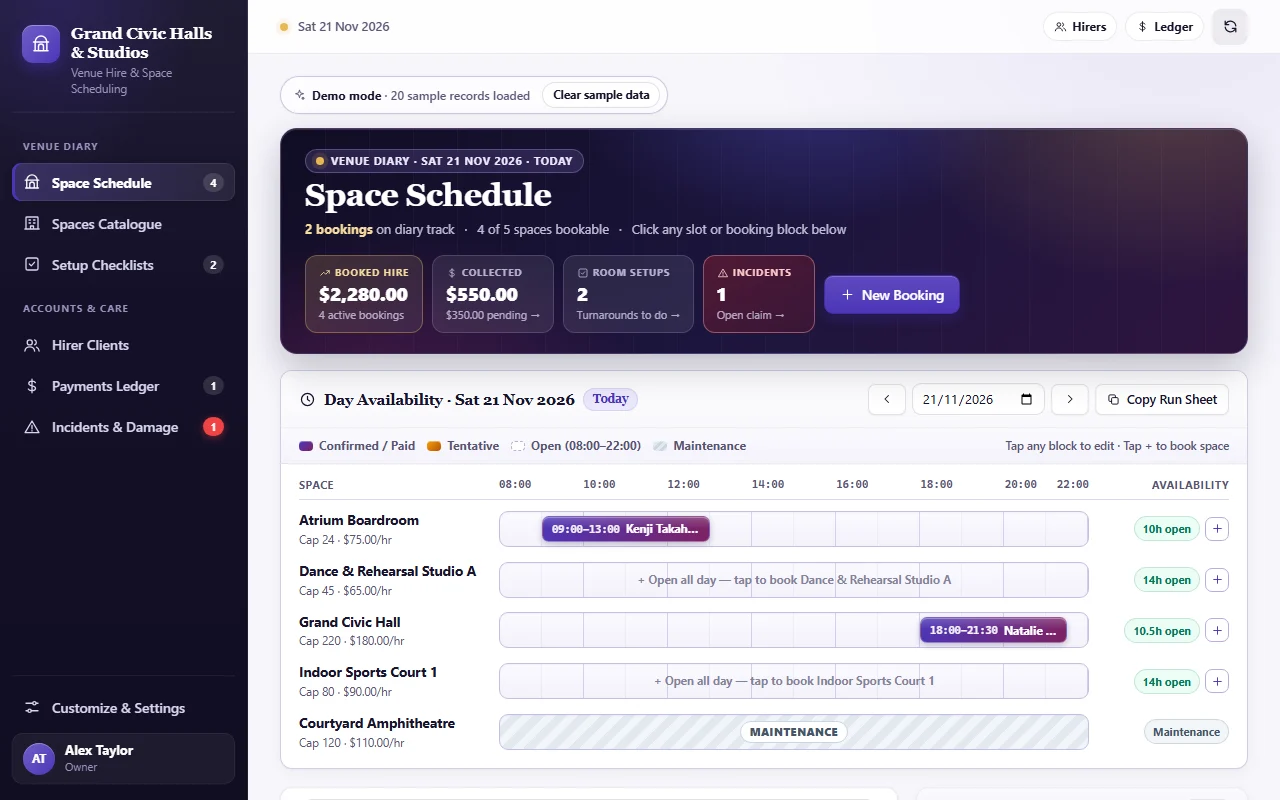 Grand Civic Halls
& Studios
Venue Hire & Space
Scheduling
VENUE DIARY
Space Schedule 4
Spaces Catalogue
Setup Checklists 2
ACCOUNTS & CARE
Hirer Clients
Payments Ledger 1
Incidents & Damage 1
Customize & Settings
AT Alex Taylor
Owner
Sat 21 Nov 2026 Hirers $ Ledger
Demo mode · 20 sample records loaded Clear sample data
VENUE DIARY · SAT 21 NOV 2026 · TODAY
Space Schedule
2 bookings on diary track · 4 of 5 spaces bookable · Click any slot or booking block below
BOOKED HIRE
$2,280.00
4 active bookings
$ COLLECTED
$550.00
$350.00 pending →
ROOM SETUPS
2
Turnarounds to do →
INCIDENTS
1
Open claim →
+ New Booking
Day Availability · Sat 21 Nov 2026 Today 21/11/2026 Copy Run Sheet
Confirmed / Paid Tentative Open (08:00–22:00) Maintenance Tap any block to edit · Tap + to book space
SPACE 08:00 10:00 12:00 14:00 16:00 18:00 20:00 22:00 AVAILABILITY
Atrium Boardroom
Cap 24 · $75.00/hr
09:00–13:00 Kenji Takah... 10h open +
Dance & Rehearsal Studio A
Cap 45 · $65.00/hr
+ Open all day — tap to book Dance & Rehearsal Studio A 14h open +
Grand Civic Hall
Cap 220 · $180.00/hr
18:00–21:30 Natalie ... 10.5h open +
Indoor Sports Court 1
Cap 80 · $90.00/hr
+ Open all day — tap to book Indoor Sports Court 1 14h open +
Courtyard Amphitheatre
Cap 120 · $110.00/hr
MAINTENANCE Maintenance